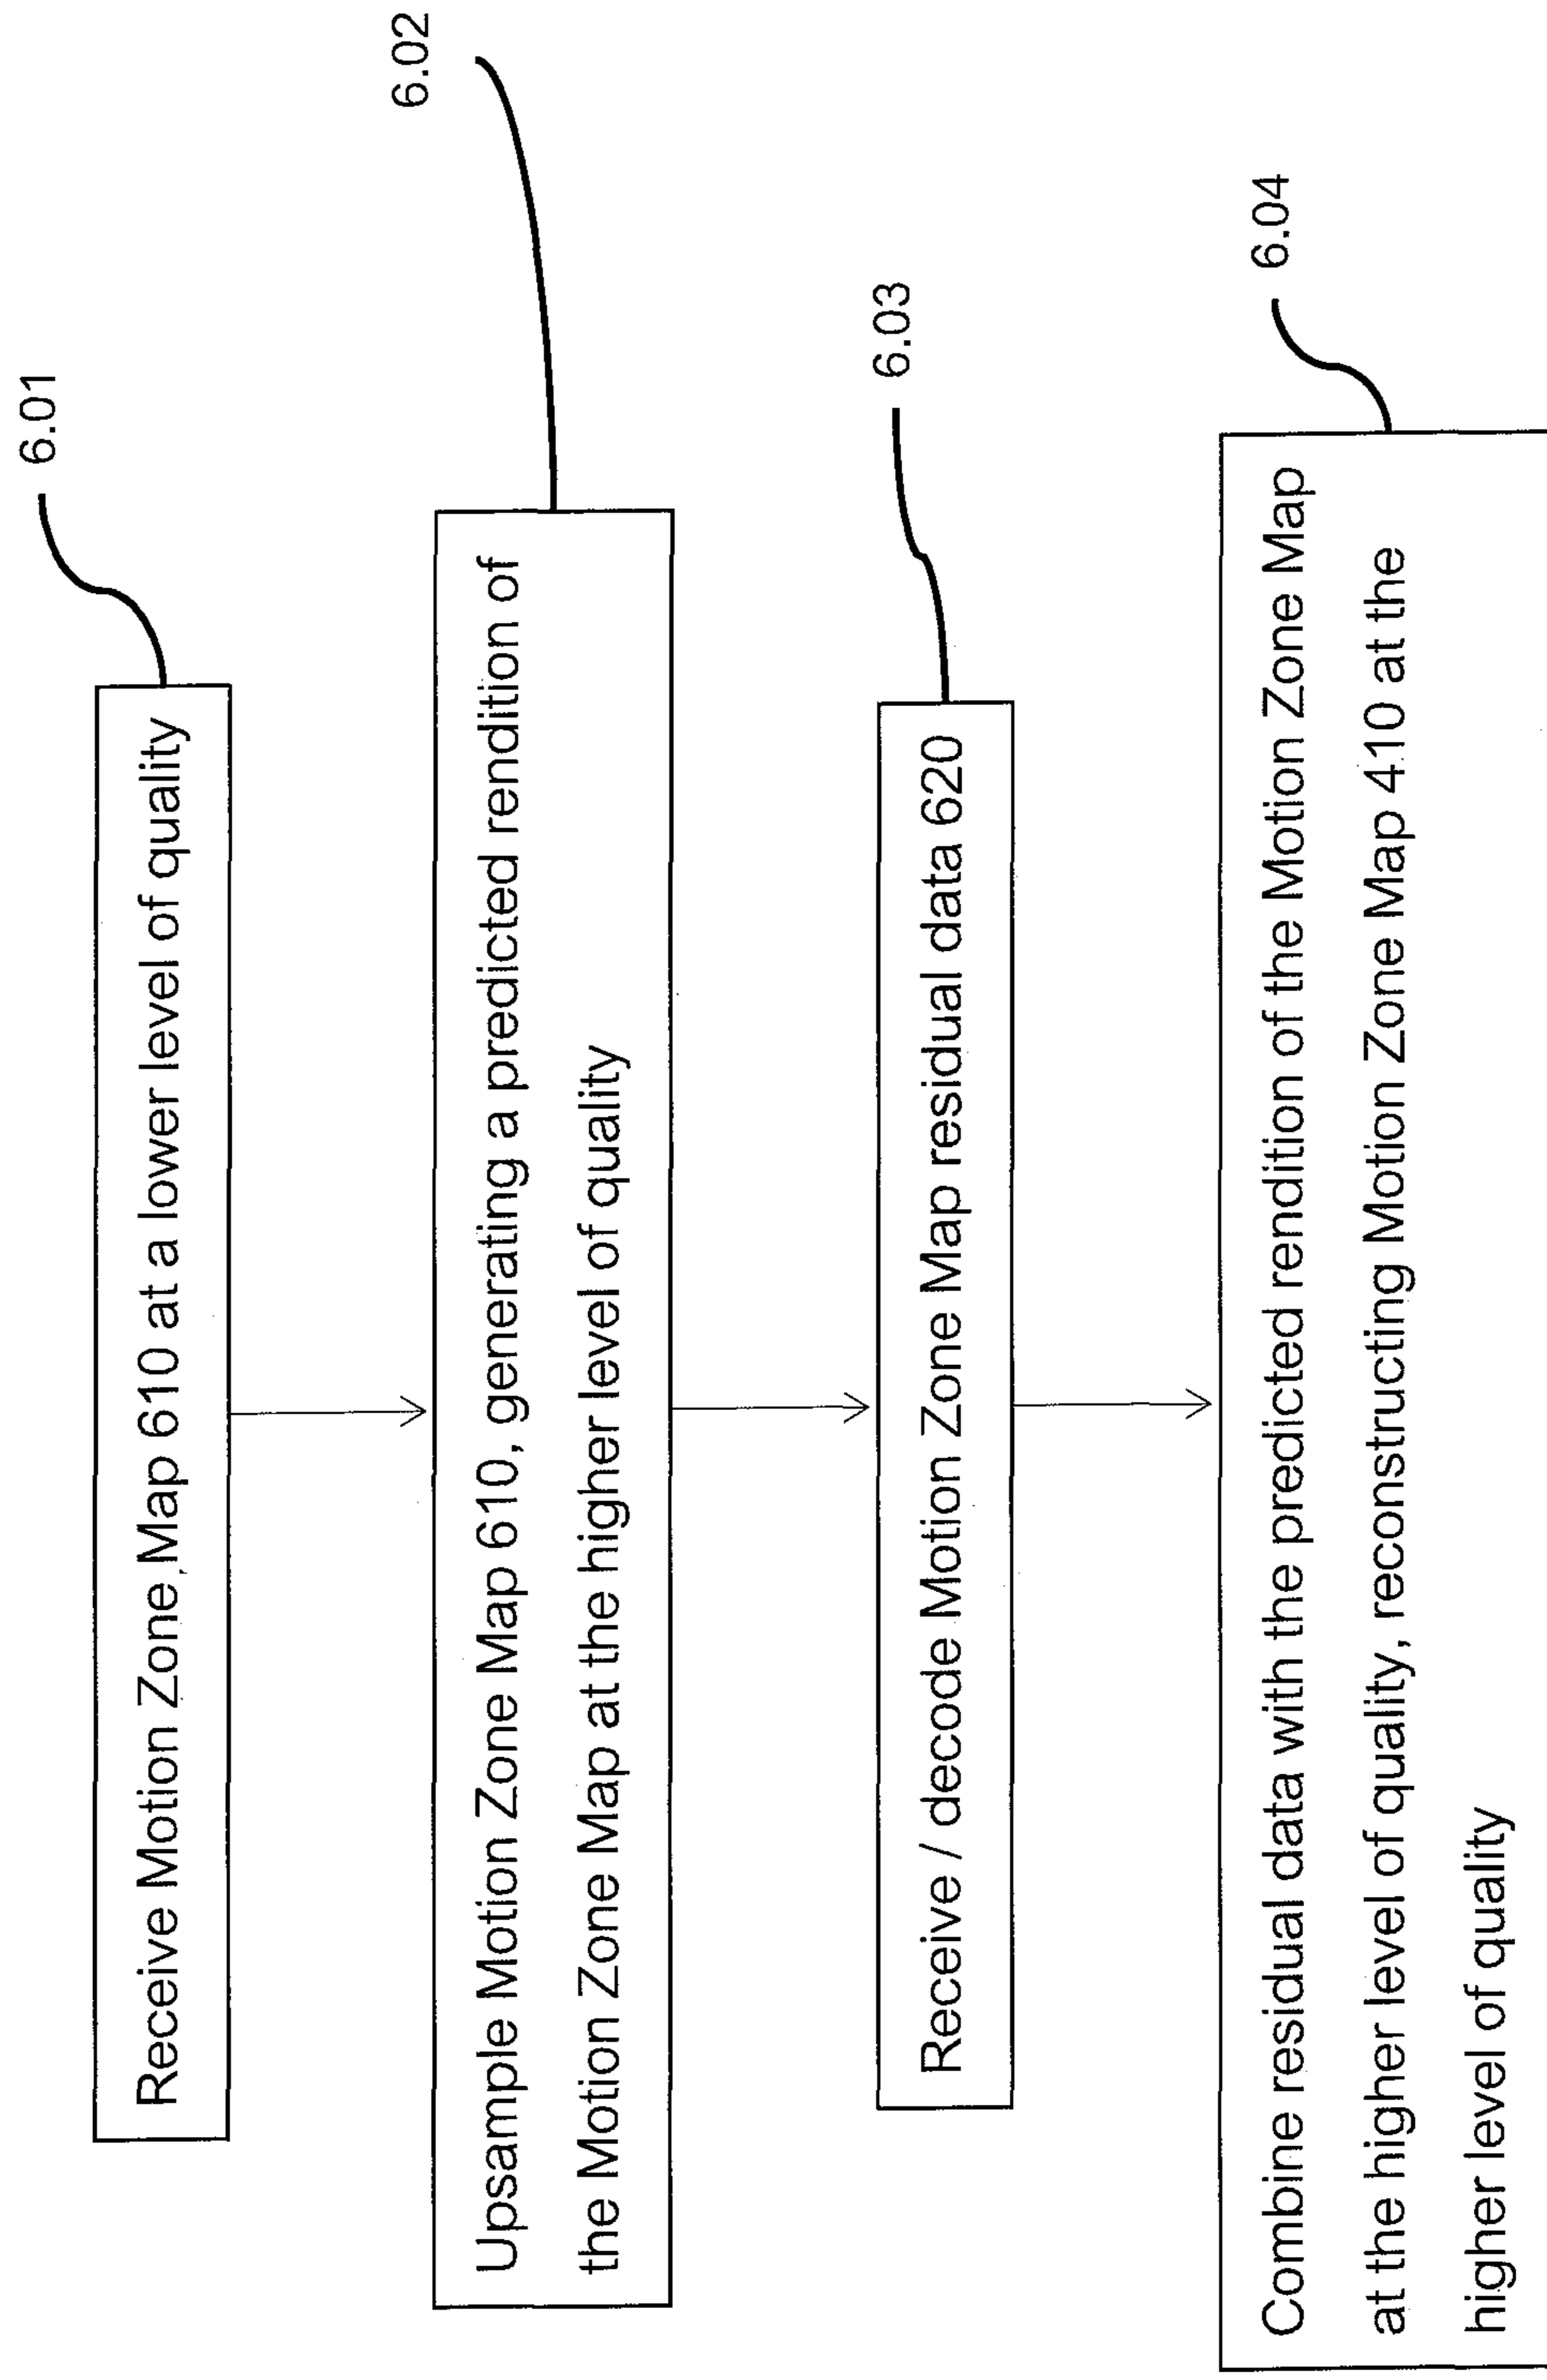 6.01
Receive Motion Zone Map 610 at a lower level of quality
6.02
Upsample Motion Zone Map 610, generating a predicted rendition of
the Motion Zone Map at the higher level of quality
6.03
Receive / decode Motion Zone Map residual data 620
6.04
Combine residual data with the predicted rendition of the Motion Zone Map
at the higher level of quality, reconstructing Motion Zone Map 410 at the
higher level of quality